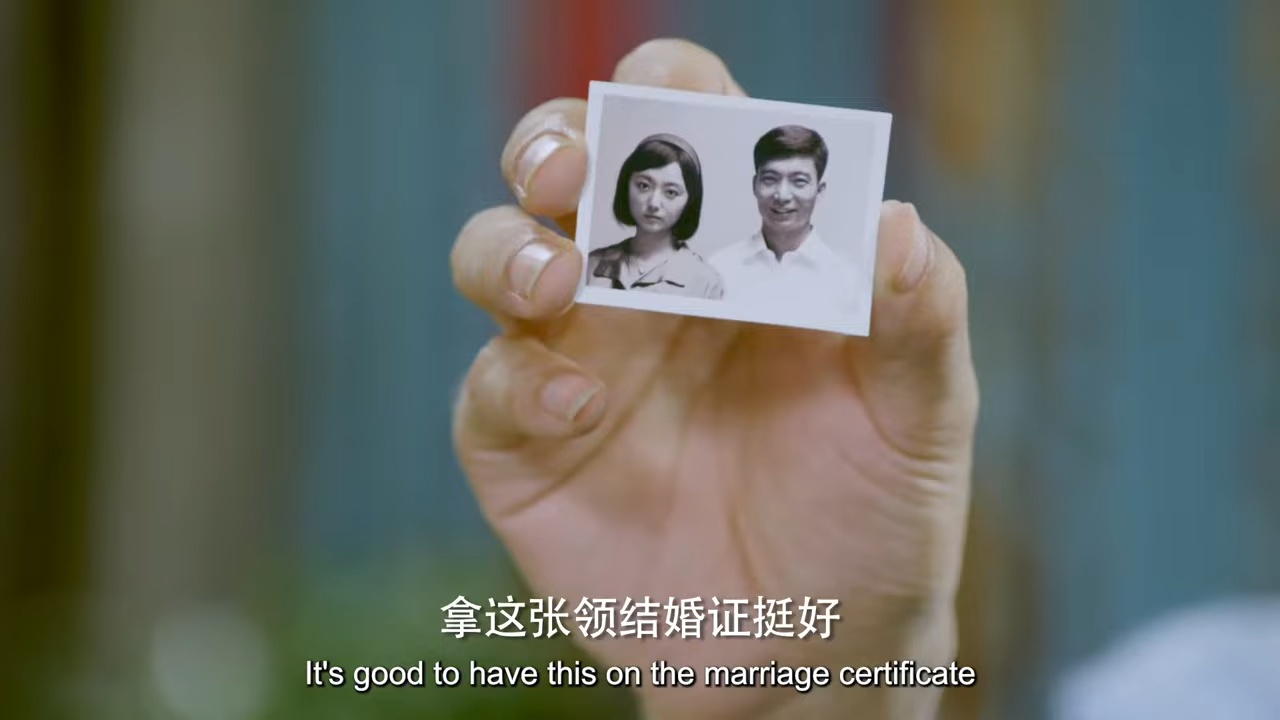 拿这张领结婚证挺好
It's good to have this on the marriage certificate